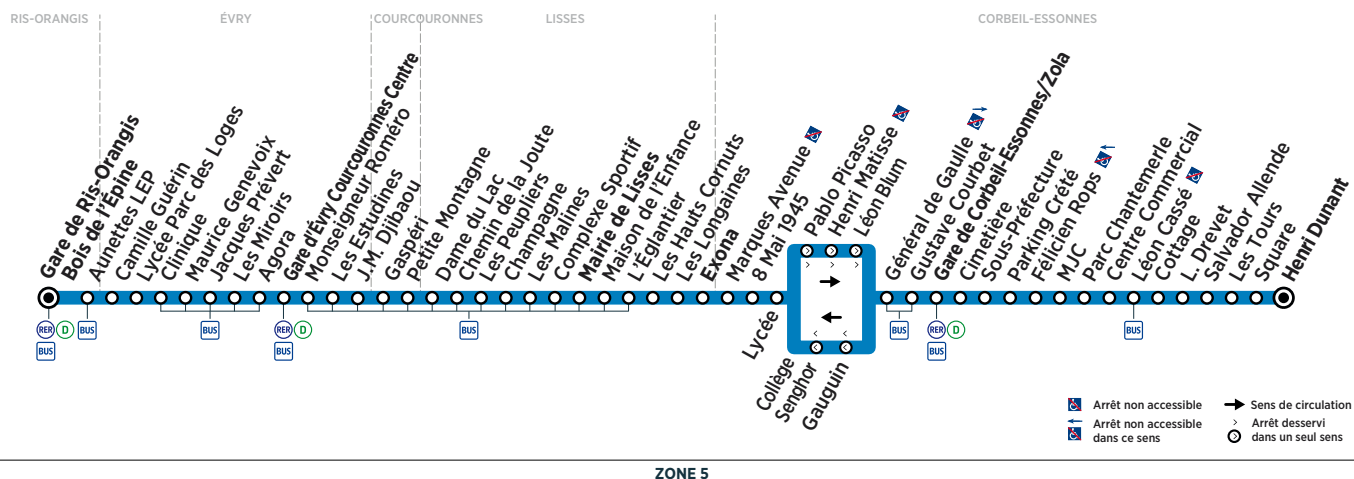 RIS-ORANGIS
ÉVRY
COURCOURONNES
LISSES
CORBEIL-ESSONNES
Gare de Ris-Orangis
Bois de l'Épine
Aunettes LEP
Camille Guérin
Lycée Parc des Loges
Clinique
Maurice Genevoix
Jacques Prévert
Les Miroirs
Agora
Gare d'Évry Courcouronnes Centre
Monseigneur Roméro
Les Estudines
J.M. Djibaou
Gaspéri
Petite Montagne
Dame du Lac
Chemin de la Joute
Les Peupliers
Champagne
Les Malines
Complexe Sportif
Mairie de Lisses
Maison de l'Enfance
L'Églantier
Les Hauts Cornuts
Les Longaines
Exona
Marques Avenue
8 Mai 1945
Lycée
Pablo Picasso
Henri Matisse
Léon Blum
Collège
Senghor
Gauguin
Général de Gaulle
Gustave Courbet
Gare de Corbeil-Essonnes/Zola
Cimetière
Sous-Préfecture
Parking Crété
Félicien Rops
MJC
Parc Chantemerle
Centre Commercial
Léon Cassé
Cottage
L. Drevet
Salvador Allende
Les Tours
Square
Henri Dunant
RER D
BUS
BUS
BUS
RER D
BUS
BUS
BUS
RER D
BUS
BUS
Arrêt non accessible
Arrêt non accessible
dans ce sens
Sens de circulation
Arrêt desservi
dans un seul sens
ZONE 5